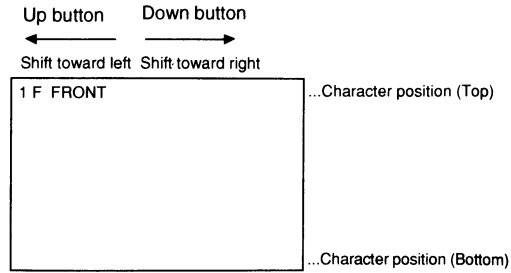 Up button Down button
Shift toward left Shift toward right
1 F FRONT ...Character position (Top)
...Character position (Bottom)